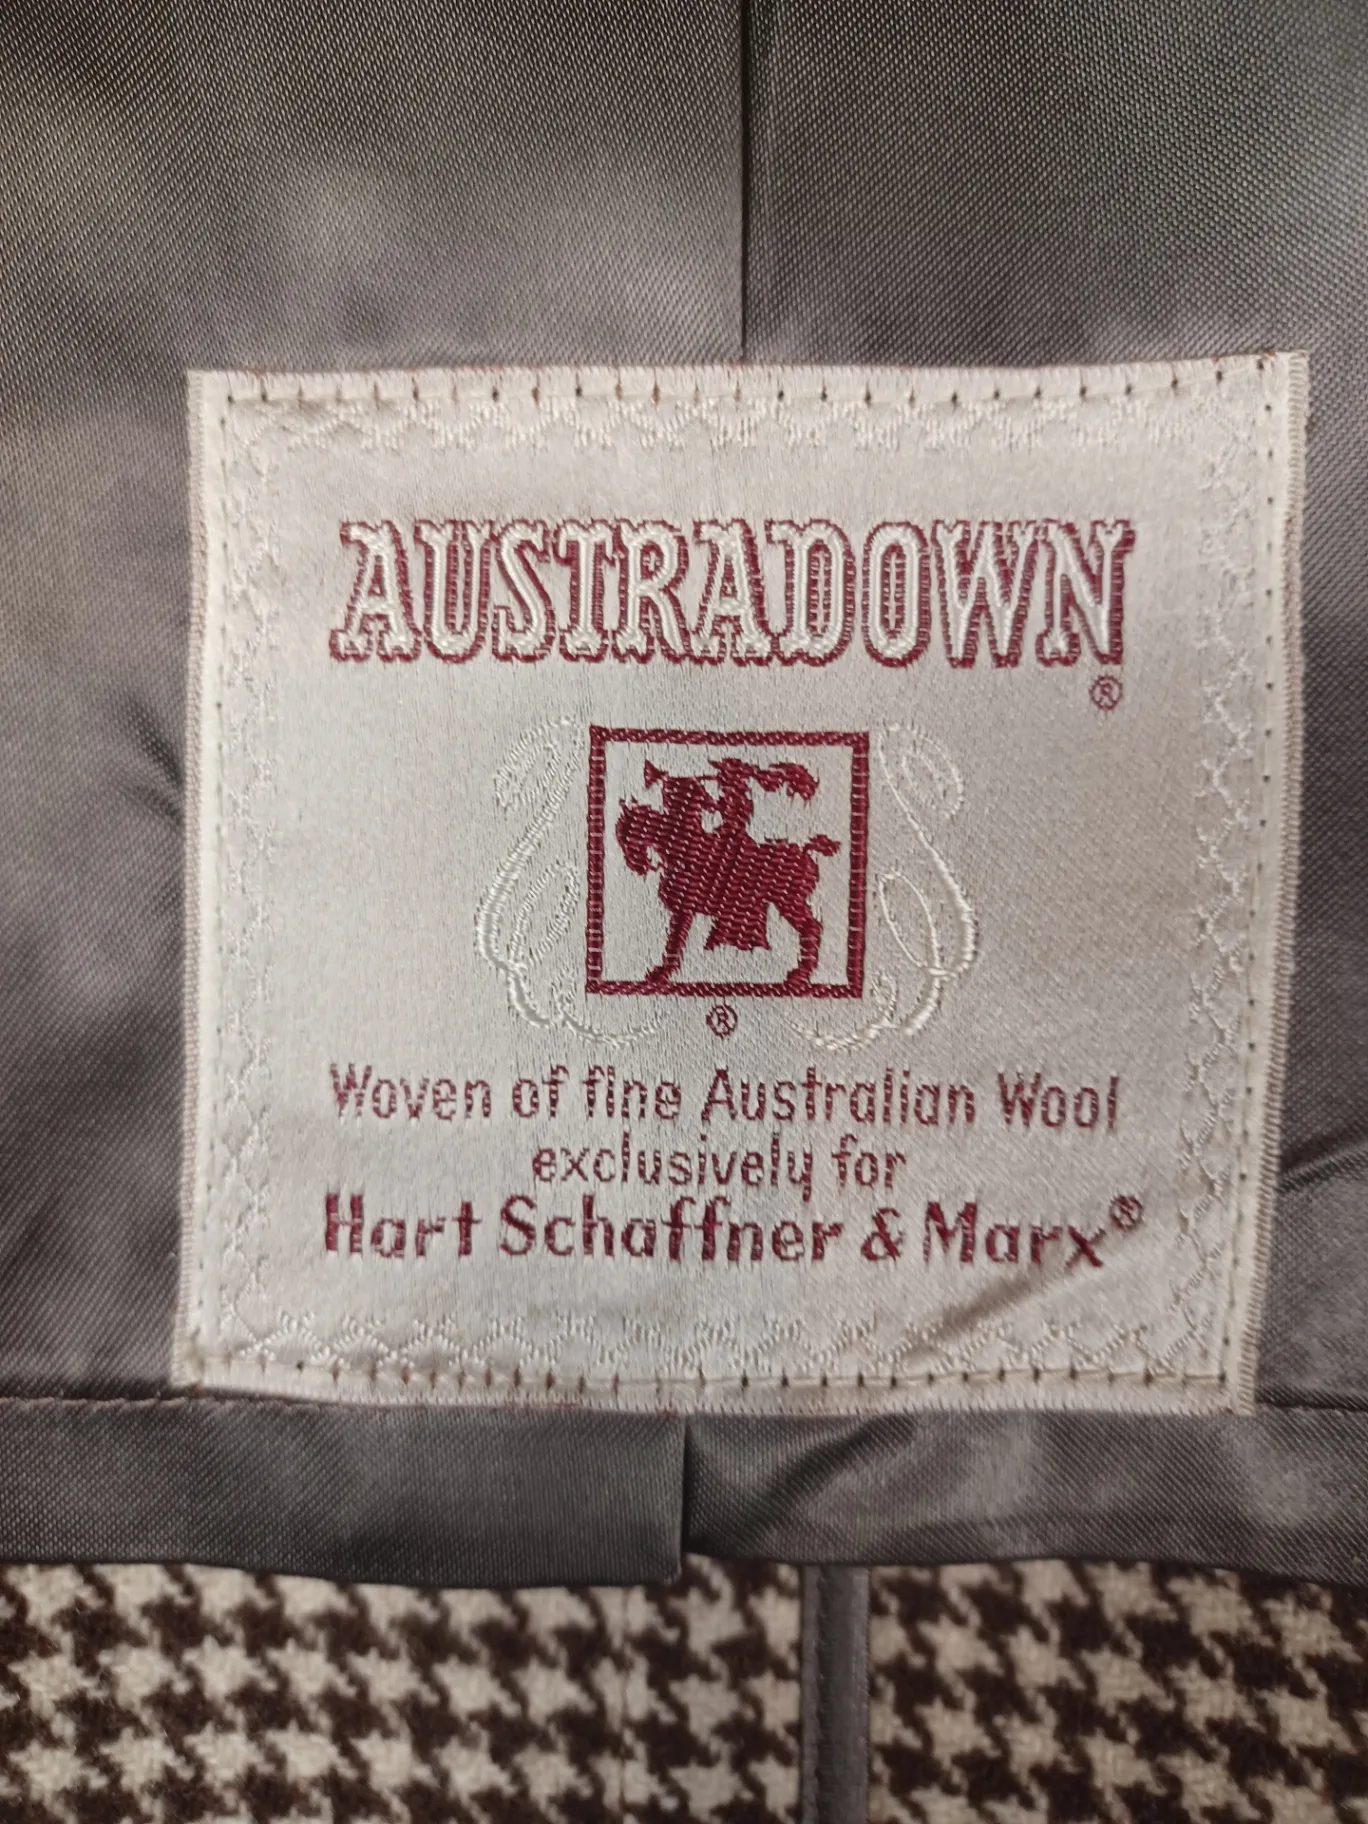 AUSTRADOWN
®
®
Woven of fine Australian Wool
exclusively for
Hart Schaffner & Marx®